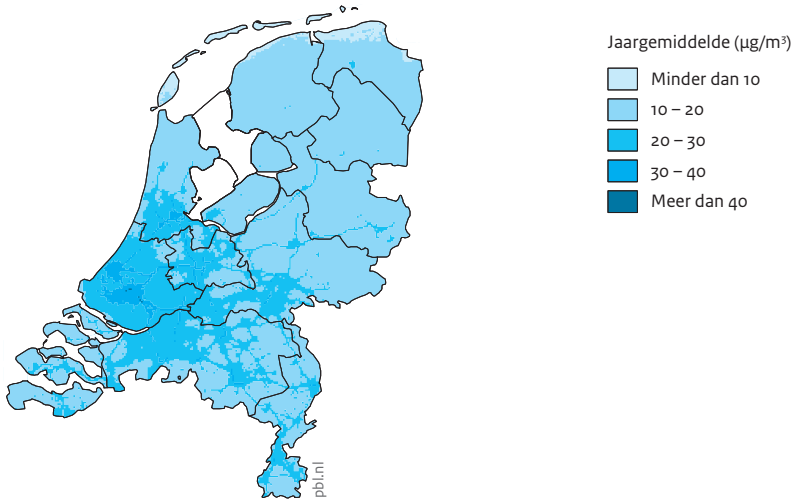 Jaargemiddelde (µg/m³)
Minder dan 10
10 – 20
20 – 30
30 – 40
Meer dan 40
pbl.nl